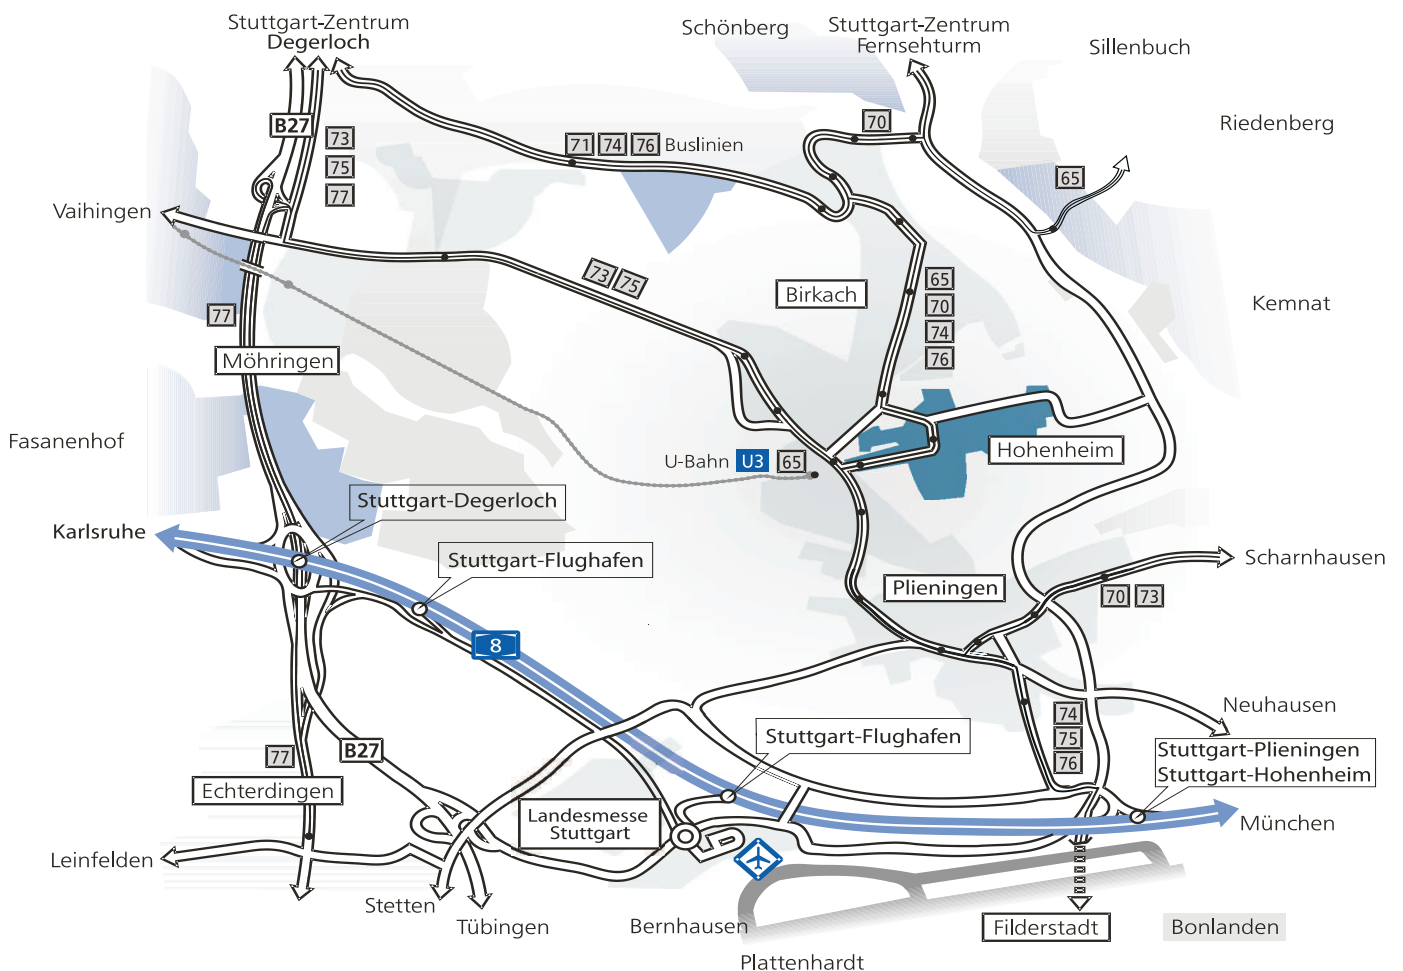 Stuttgart-Zentrum
Degerloch
Schönberg
Stuttgart-Zentrum
Fernsehturm
Sillenbuch
Riedenberg
B27
73
75
77
71 74 76 Buslinien
70
65
Vaihingen
73 75
Birkach
65
70
74
76
Kemnat
77
Möhringen
Fasanenhof
U-Bahn U3 65
Hohenheim
Stuttgart-Degerloch
Karlsruhe
Stuttgart-Flughafen
Plieningen
Scharnhausen
70 73
8
Neuhausen
74
75
76
Stuttgart-Flughafen
Stuttgart-Plieningen
Stuttgart-Hohenheim
77
B27
Echterdingen
Landesmesse
Stuttgart
München
Leinfelden
Stetten
Tübingen
Bernhausen
Filderstadt
Bonlanden
Plattenhardt